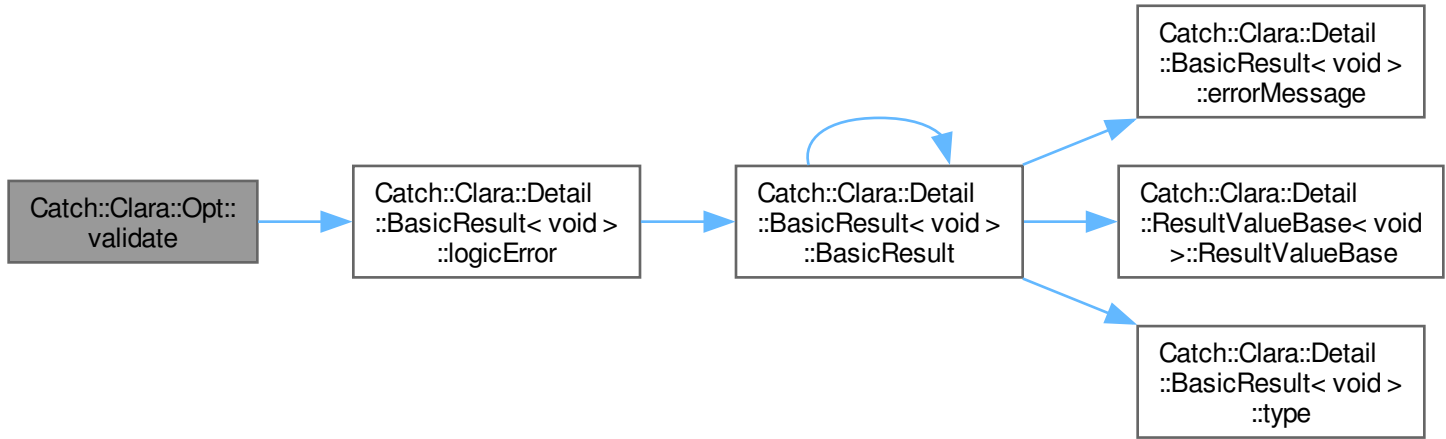 Catch::Clara::Opt::
validate
Catch::Clara::Detail
::BasicResult< void >
::logicError
Catch::Clara::Detail
::BasicResult< void >
::BasicResult
Catch::Clara::Detail
::BasicResult< void >
::errorMessage
Catch::Clara::Detail
::ResultValueBase< void
>::ResultValueBase
Catch::Clara::Detail
::BasicResult< void >
::type